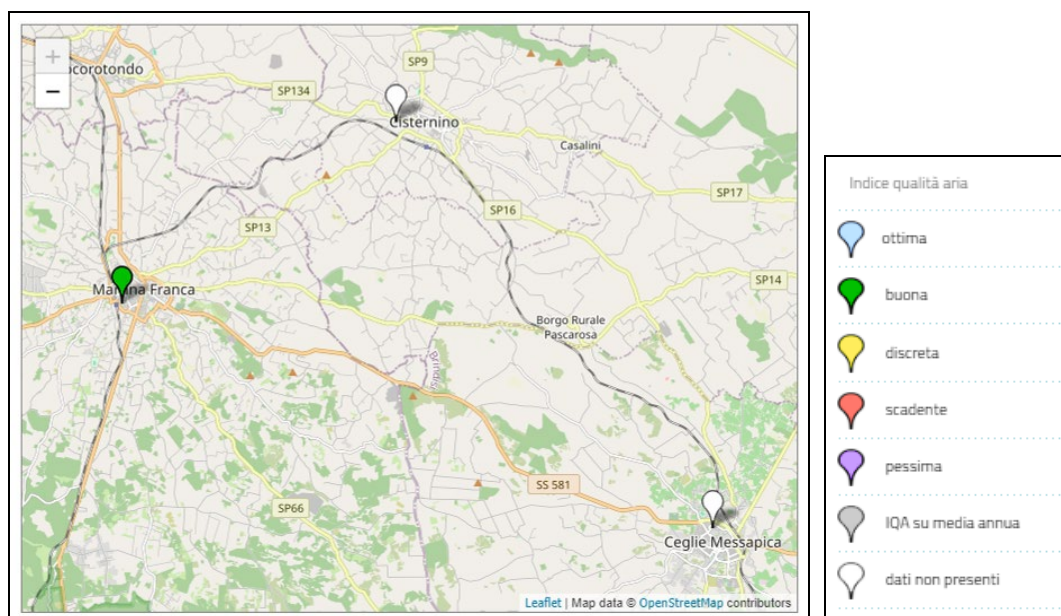 +
−
ocorotondo
SP9
SP134
Cisternino
Casalini
SP17
SP16
SP13
Martina Franca
SP14
Borgo Rurale
Pascarosa
Brindisi
SS 581
SP66
Ceglie Messapica
Leaflet | Map data © OpenStreetMap contributors
Indice qualità aria
ottima
buona
discreta
scadente
pessima
IQA su media annua
dati non presenti